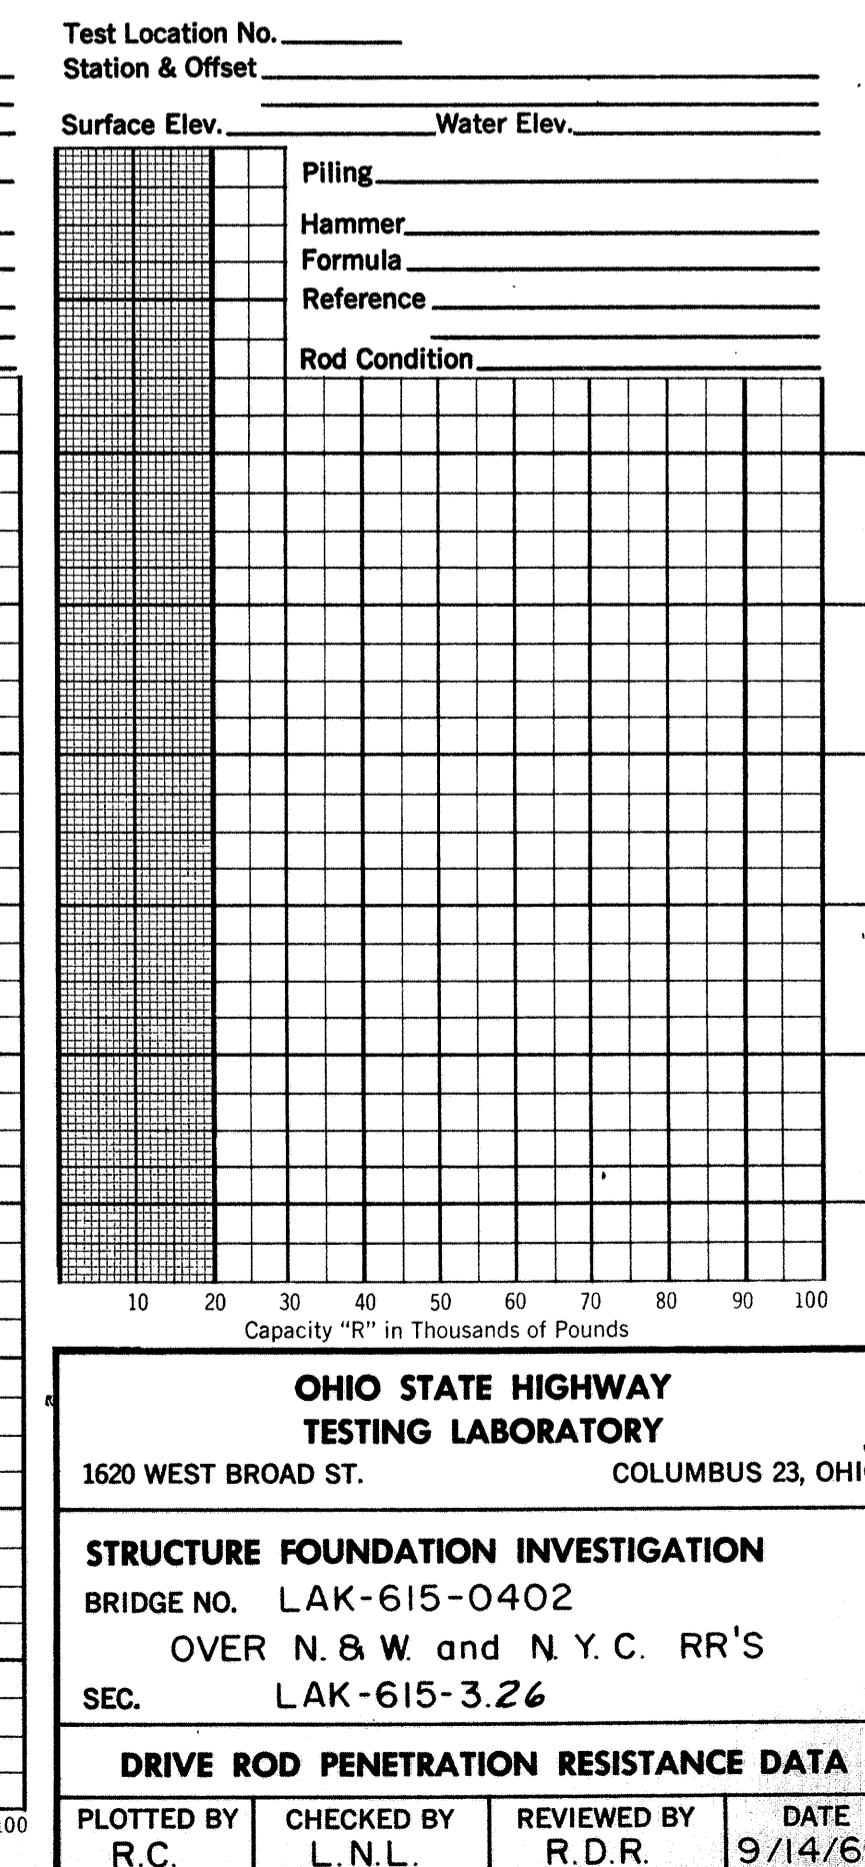 Test Location No.
Station & Offset
Surface Elev. Water Elev.
Piling
Hammer
Formula
Reference
Rod Condition
10 20 30 40 50 60 70 80 90 100
Capacity "R" in Thousands of Pounds
OHIO STATE HIGHWAY
TESTING LABORATORY
1620 WEST BROAD ST. COLUMBUS 23,
STRUCTURE FOUNDATION INVESTIGATION
BRIDGE NO. LAK-615-0402
OVER N. & W. and N. Y. C. RR'S
SEC. LAK-615-3.26
DRIVE ROD PENETRATION RESISTANCE DATA
PLOTTED BY CHECKED BY REVIEWED BY DATE
R.C. L.N.L. R.D.R. 9/14/6